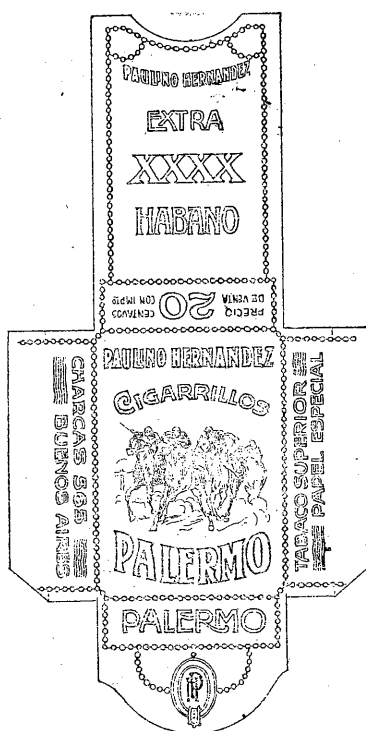 PAULINO HERNANDEZ
EXTRA
XXXX
HABANO
PRECIO DE VENTA
20
CENTAVOS CON IMPTO
PAULINO HERNANDEZ
CIGARRILLOS
PALERMO
CHARCAS 565
BUENOS AIRES
TABACO SUPERIOR
PAPEL ESPECIAL
PALERMO
PH